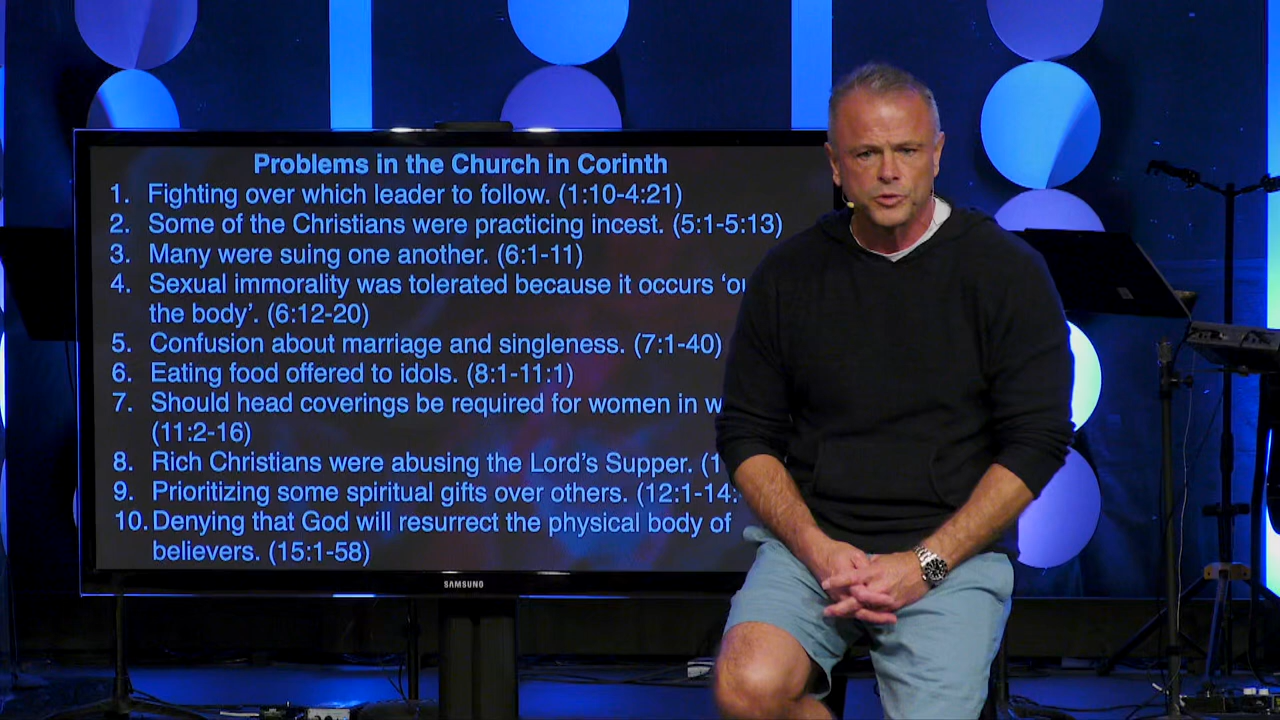 Problems in the Church in Corinth
1. Fighting over which leader to follow. (1:10-4:21)
2. Some of the Christians were practicing incest. (5:1-5:13)
3. Many were suing one another. (6:1-11)
4. Sexual immorality was tolerated because it occurs
the body’. (6:12-20)
5. Confusion about marriage and singleness. (7:1-40)
6. Eating food offered to idols. (8:1-11:1)
7. Should head coverings be required for women in
(11:2-16)
8. Rich Christians were abusing the Lord’s Supper.
9. Prioritizing some spiritual gifts over others. (12:1-14:
10. Denying that God will resurrect the physical body of
believers. (15:1-58)
SAMSUNG